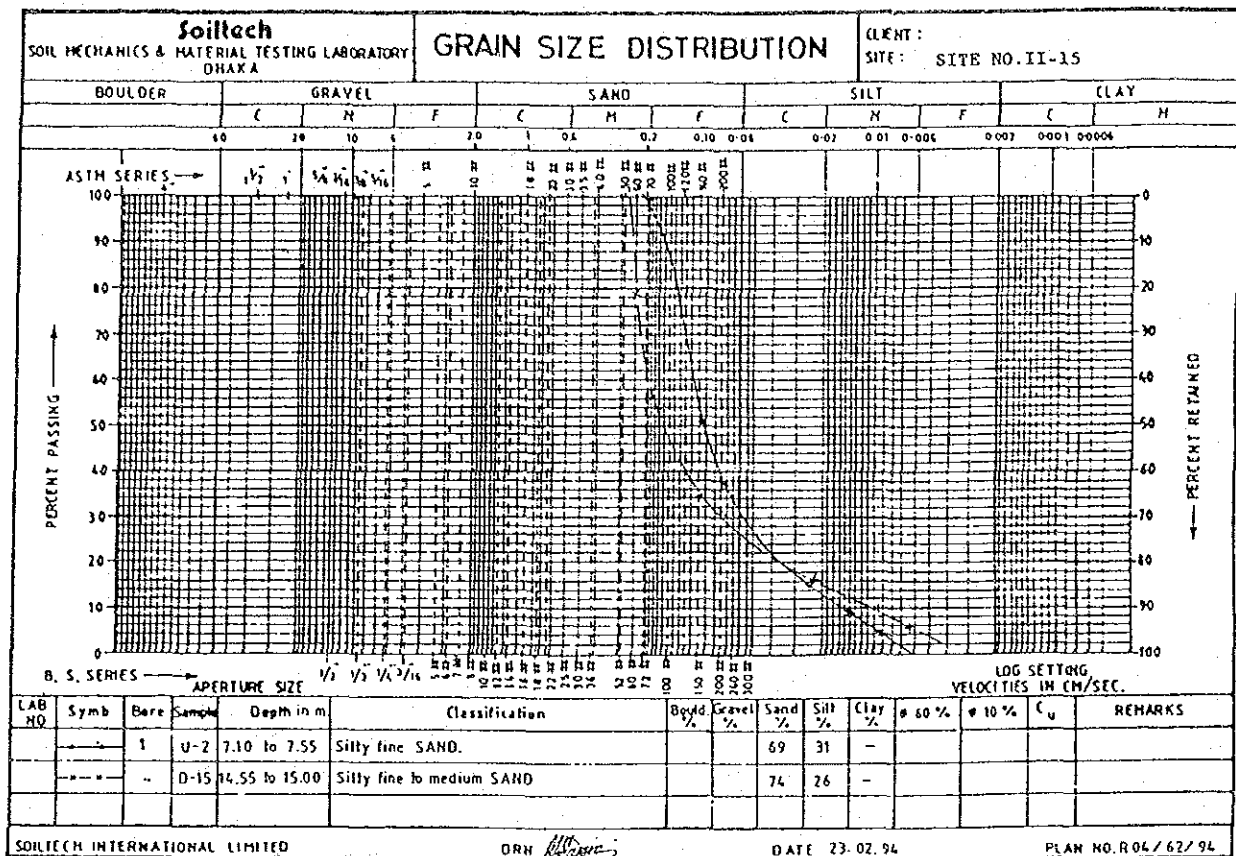 Soiltech
SOIL MECHANICS & MATERIAL TESTING LABORATORY
DHAKA
GRAIN SIZE DISTRIBUTION
CLIENT :
SITE : SITE NO.II-15
BOULDER GRAVEL SAND SILT CLAY
C M F C M F C M F C M
60 20 10 6 2.0 1 0.6 0.2 0.10 0.06 0.02 0.01 0.006 0.002 0.001 0.0006
ASTM SERIES
100 90 80 70 60 50 40 30 20 10 0
PERCENT PASSING
0 10 20 30 40 50 60 70 80 90 100
PERCENT RETAINED
B. S. SERIES
APERTURE SIZE
LOG SETTING
VELOCITIES IN CM/SEC.
LAB NO Symb Bore Sample Depth in m Classification Bould. % Gravel % Sand % Silt % Clay % ø 60 % ø 10 % Cu REMARKS
1 U-2 7.10 to 7.55 Silty fine SAND. 69 31 -
„ D-15 14.55 to 15.00 Silty fine to medium SAND 74 26 -
SOILTECH INTERNATIONAL LIMITED DRN DATE 23.02.94 PLAN NO.R04/62/94